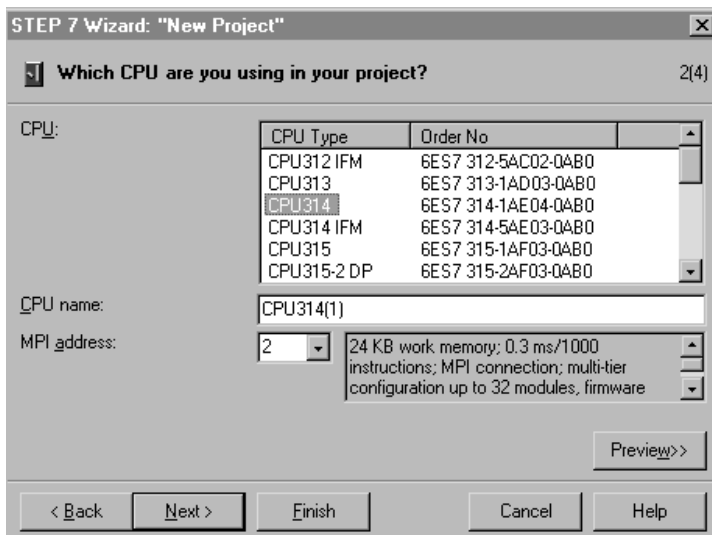 STEP 7 Wizard: "New Project"
Which CPU are you using in your project? 2(4)
CPU:
CPU Type Order No
CPU312 IFM 6ES7 312-5AC02-0AB0
CPU313 6ES7 313-1AD03-0AB0
CPU314 6ES7 314-1AE04-0AB0
CPU314 IFM 6ES7 314-5AE03-0AB0
CPU315 6ES7 315-1AF03-0AB0
CPU315-2 DP 6ES7 315-2AF03-0AB0
CPU name: CPU314(1)
MPI address: 2 24 KB work memory; 0.3 ms/1000
instructions; MPI connection; multi-tier
configuration up to 32 modules, firmware
Preview>>
< Back Next > Finish Cancel Help